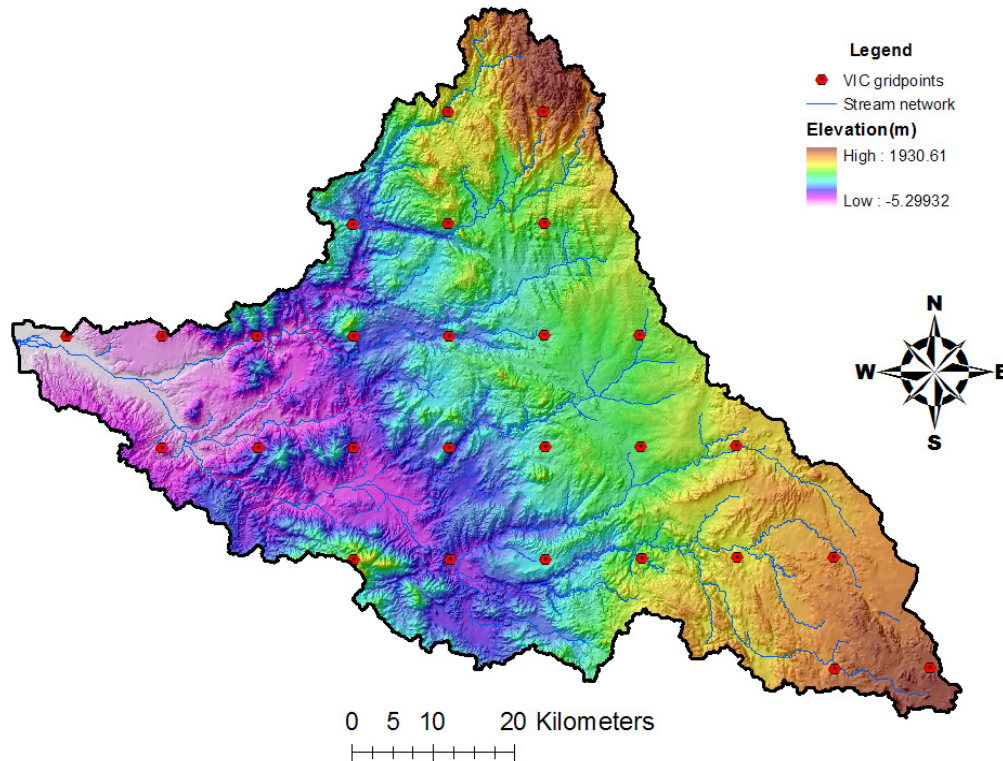 Legend
VIC gridpoints
Stream network
Elevation(m)
High : 1930.61
Low : -5.29932
N
W E
S
0 5 10 20 Kilometers